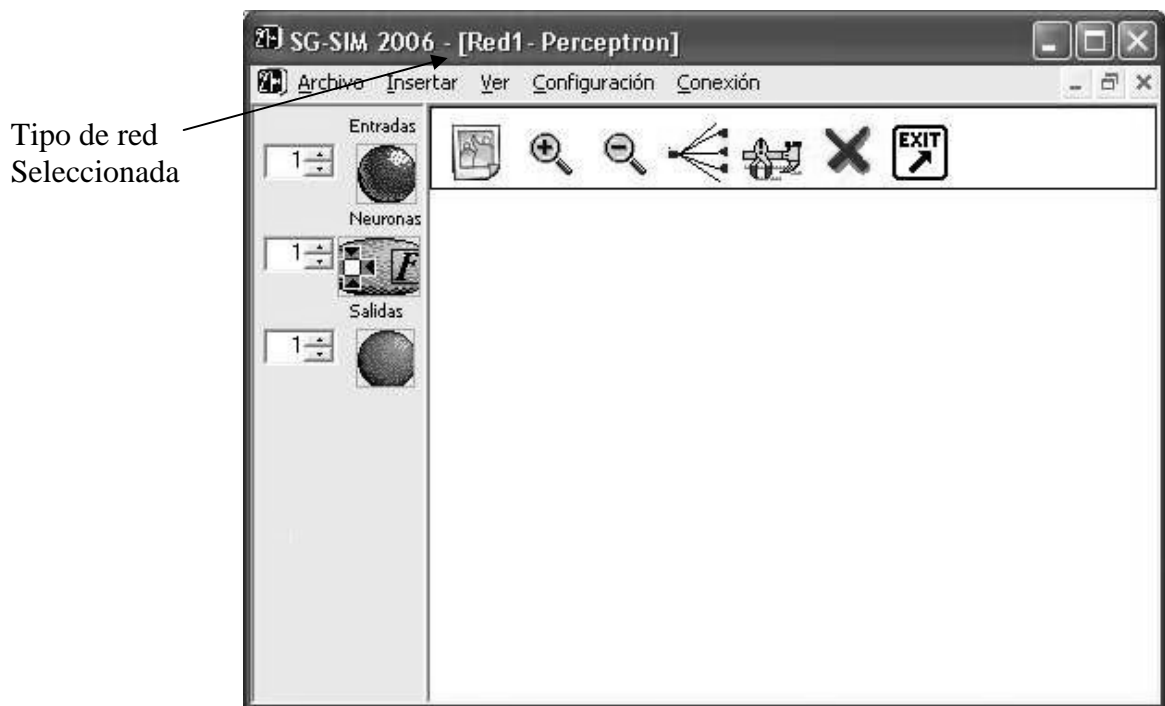 SG-SIM 2006 - [Red1 - Perceptron]
Archivo Insertar Ver Configuración Conexión
Tipo de red
Seleccionada
Entradas
1
EXIT
Neuronas
1
F
Salidas
1